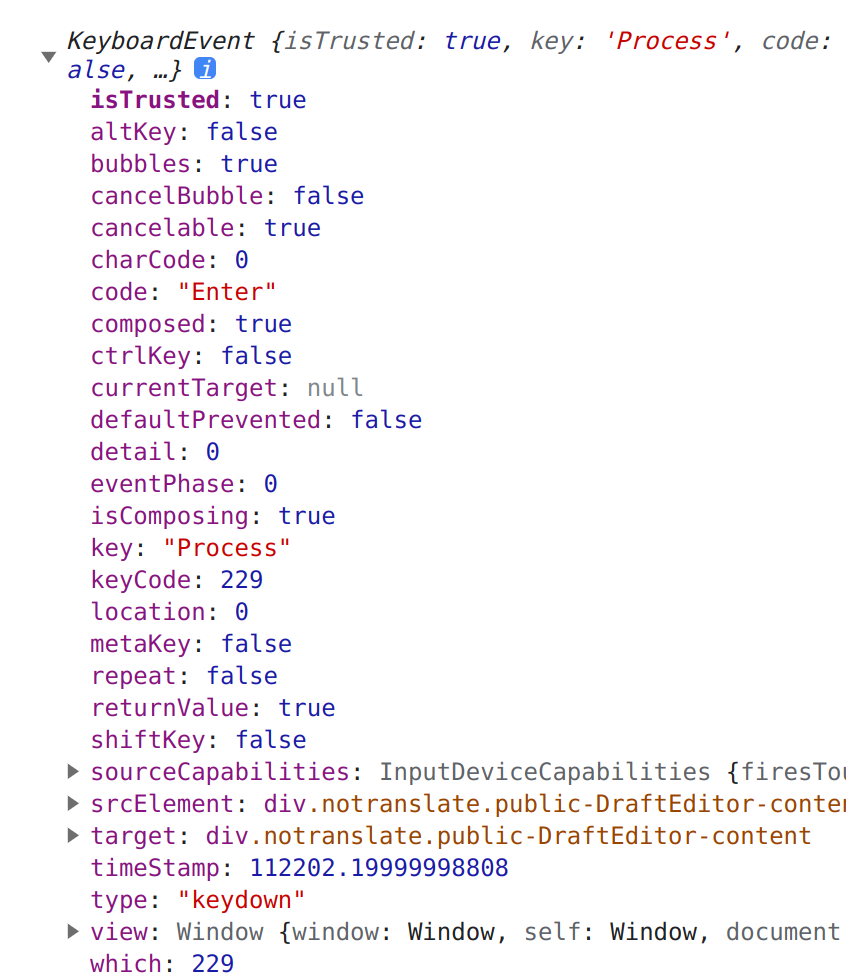 KeyboardEvent {isTrusted: true, key: 'Process', code:
alse, …} i
isTrusted: true
altKey: false
bubbles: true
cancelBubble: false
cancelable: true
charCode: 0
code: "Enter"
composed: true
ctrlKey: false
currentTarget: null
defaultPrevented: false
detail: 0
eventPhase: 0
isComposing: true
key: "Process"
keyCode: 229
location: 0
metaKey: false
repeat: false
returnValue: true
shiftKey: false
sourceCapabilities: InputDeviceCapabilities {firesTou
srcElement: div.notranslate.public-DraftEditor-conten
target: div.notranslate.public-DraftEditor-content
timeStamp: 112202.19999998808
type: "keydown"
view: Window {window: Window, self: Window, document
which: 229